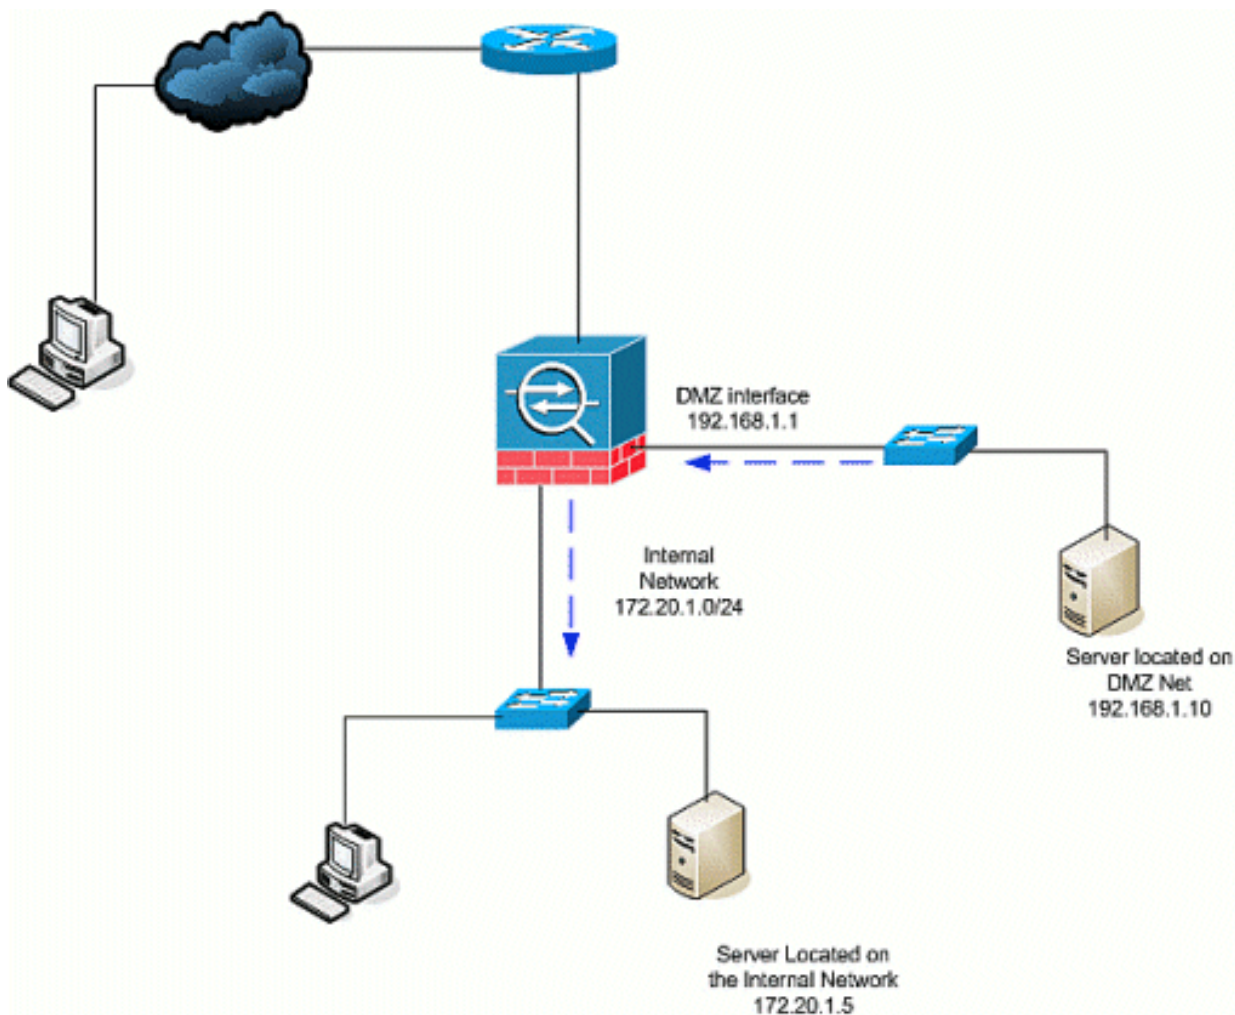 DMZ interface
192.168.1.1
Internal
Network
172.20.1.0/24
Server located on
DMZ Net
192.168.1.10
Server Located on
the Internal Network
172.20.1.5